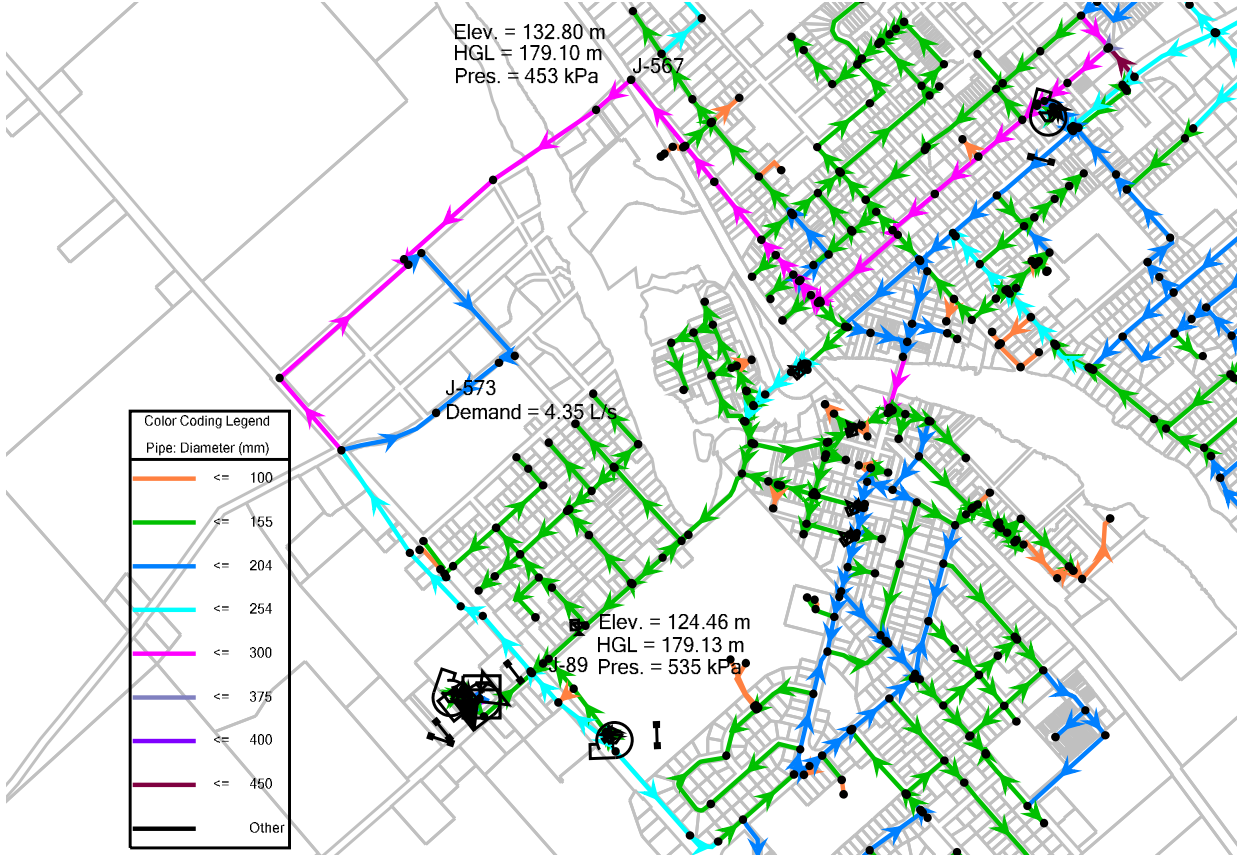 Elev. = 132.80 m
HGL = 179.10 m
Pres. = 453 kPa
J-567
J-573
Demand = 4.35 L/s
Color Coding Legend
Pipe: Diameter (mm)
<= 100
<= 155
<= 204
<= 254
<= 300
<= 375
<= 400
<= 450
Other
Elev. = 124.46 m
HGL = 179.13 m
J-89 Pres. = 535 kPa